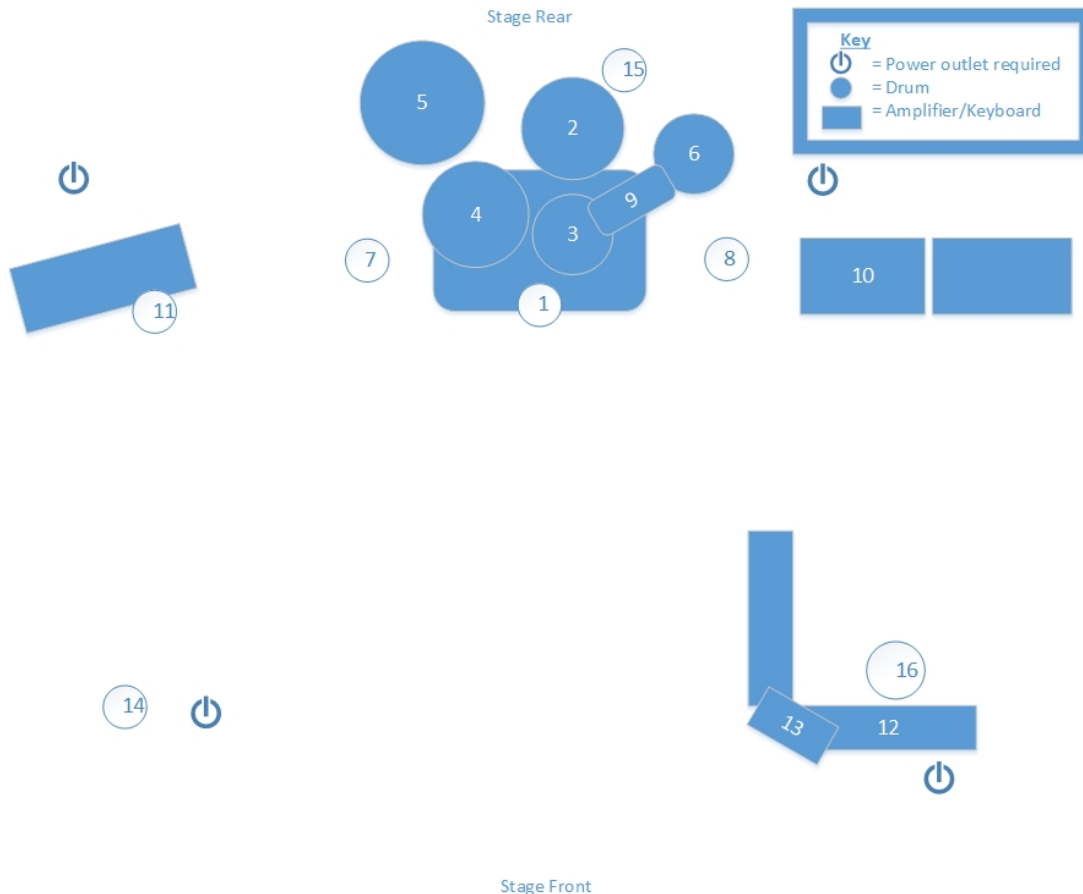 Stage Rear
Key
= Power outlet required
= Drum
= Amplifier/Keyboard
15
5
2
6
9
4
3
7
8
10
1
11
16
14
13
12
Stage Front